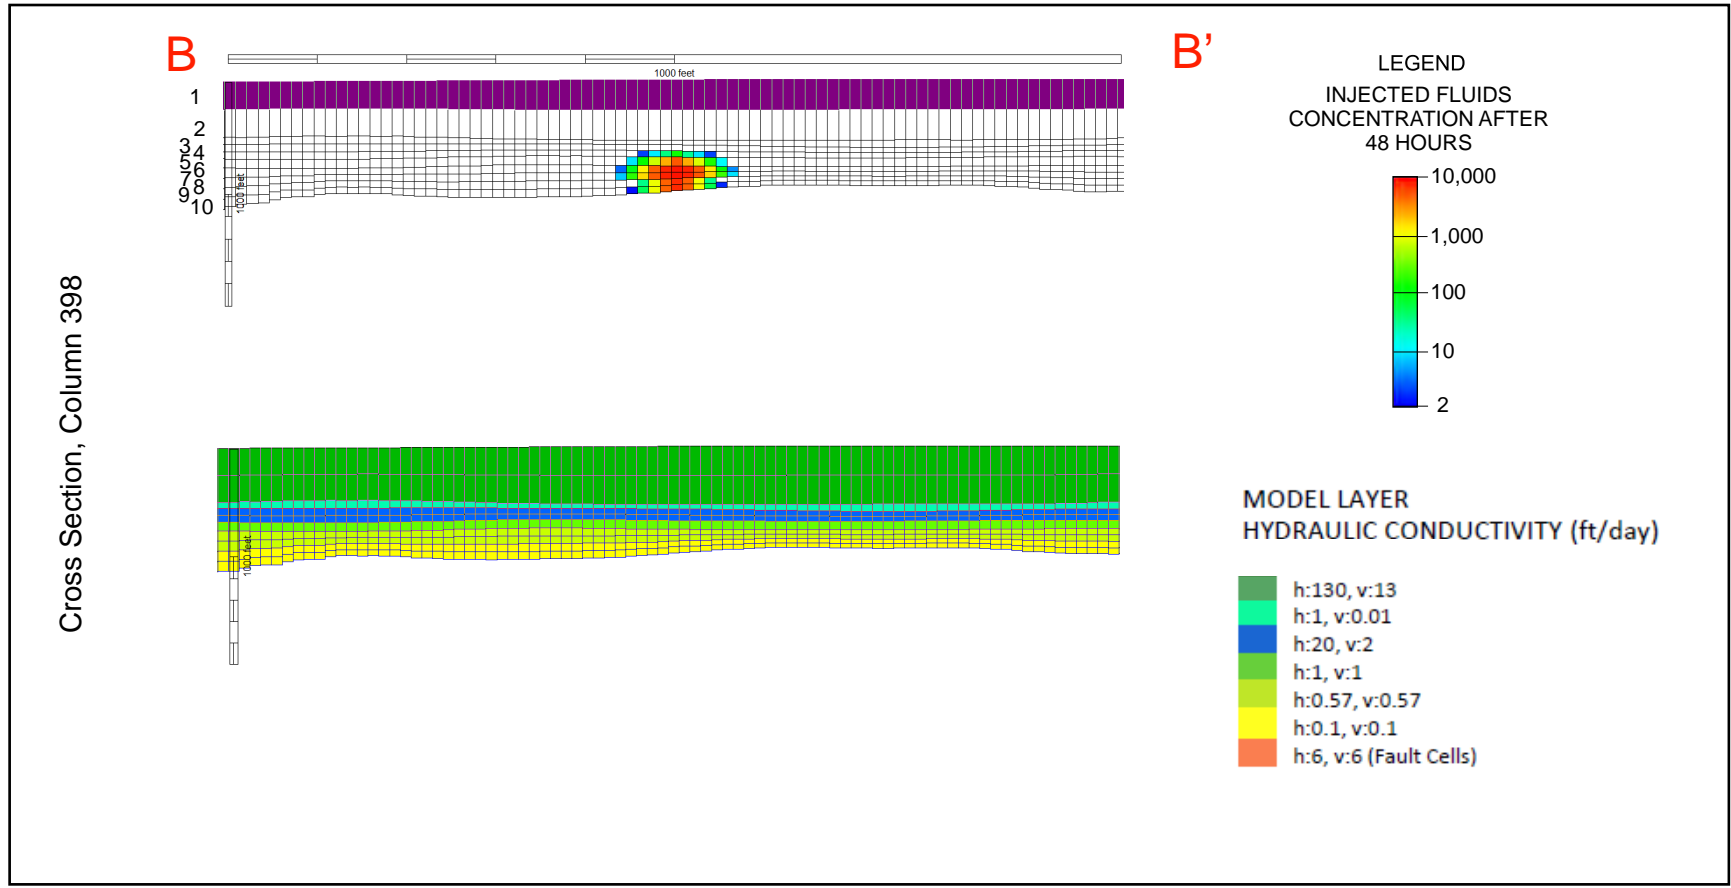 B
B’
1000 feet
1
2
3
4
5
6
7
8
9
10
1000 feet
Cross Section, Column 398
1000 feet
LEGEND
INJECTED FLUIDS
CONCENTRATION AFTER
48 HOURS
10,000
1,000
100
10
2
MODEL LAYER
HYDRAULIC CONDUCTIVITY (ft/day)
h:130, v:13
h:1, v:0.01
h:20, v:2
h:1, v:1
h:0.57, v:0.57
h:0.1, v:0.1
h:6, v:6 (Fault Cells)